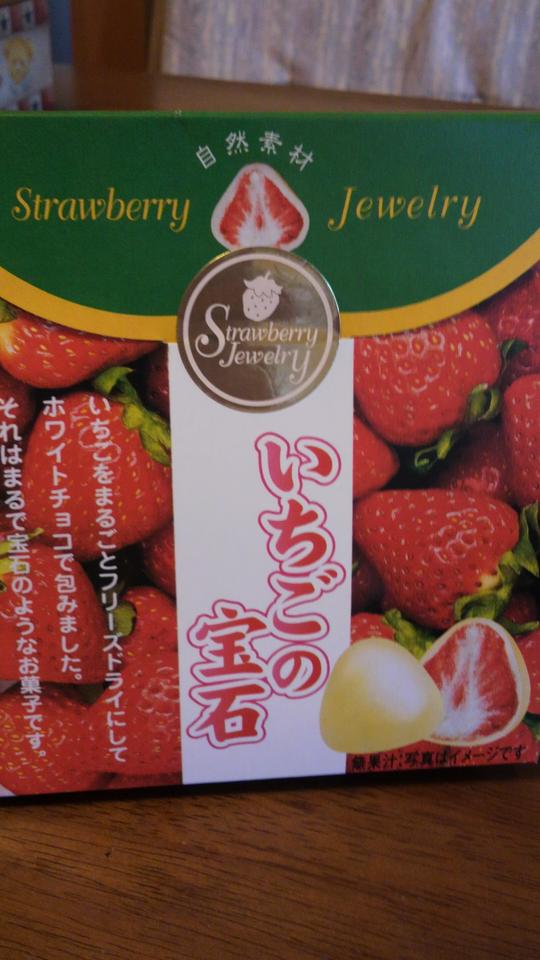 自然素材
Strawberry Jewelry
Strawberry
Jewelry
いちごの
宝石
いちごをまるごとフリーズドライにして
ホワイトチョコで包みました。
それはまるで宝石のようなお菓子です。
無果汁:写真はイメージです